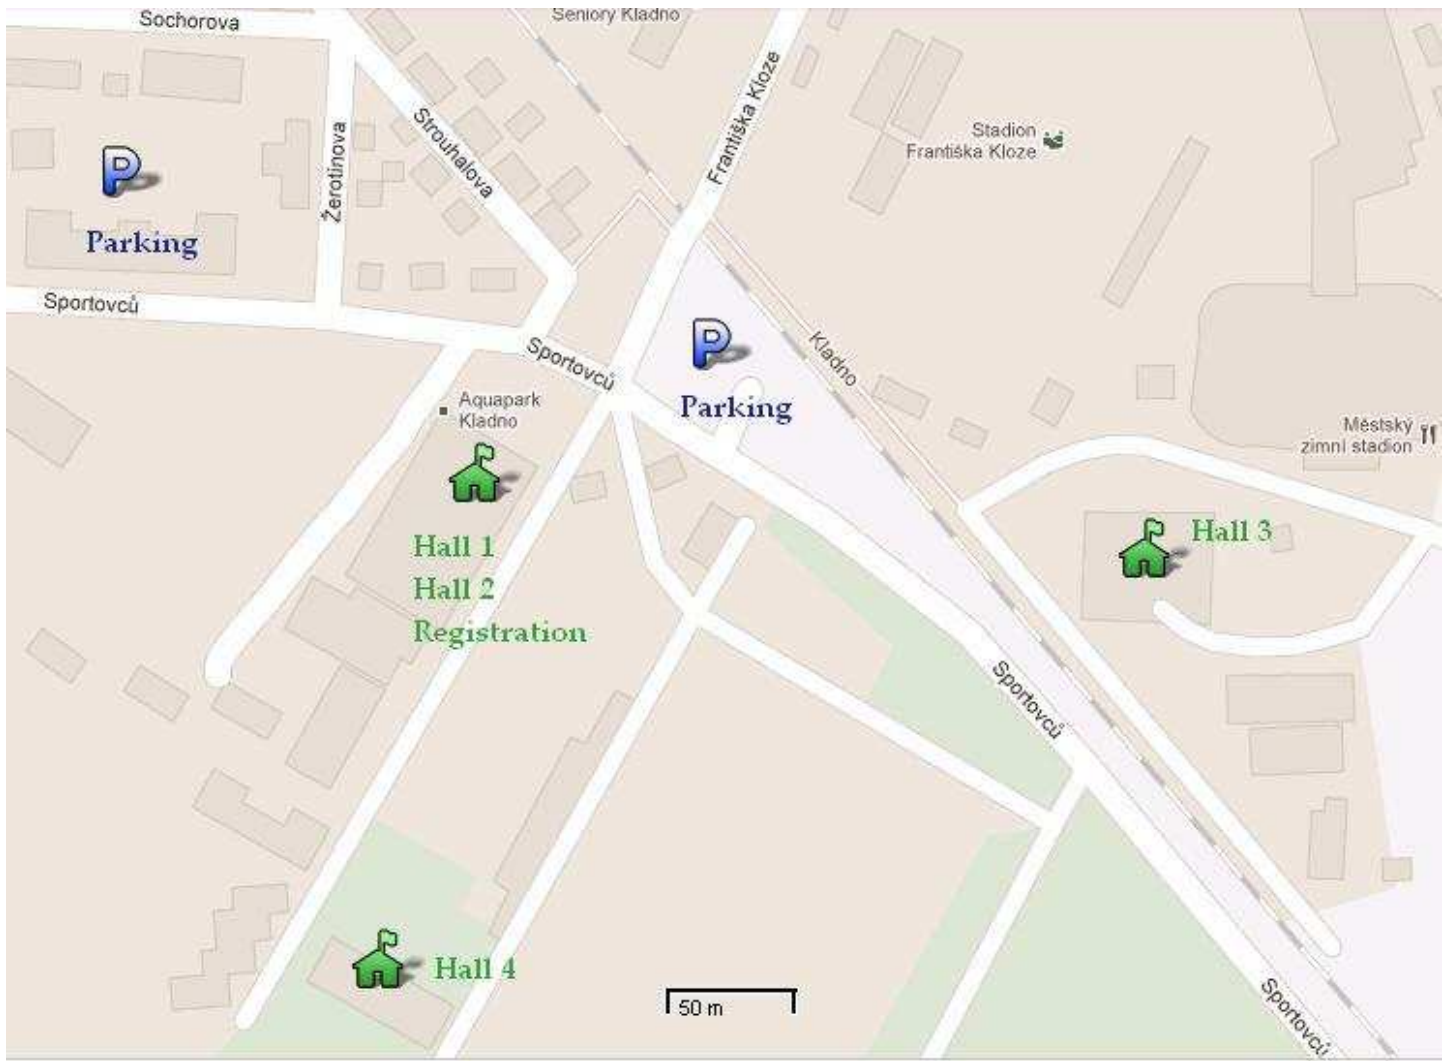 Sochorova
Seniory Kladno
Františka Kloze
Strouhalova
Žerotínova
Stadion
Františka Kloze
Parking
Sportovců
Sportovců
Kladno
Parking
Aquapark
Kladno
Městský
zimní stadion
Hall 1
Hall 2
Registration
Hall 3
Sportovců
Hall 4
50 m
Sportovců